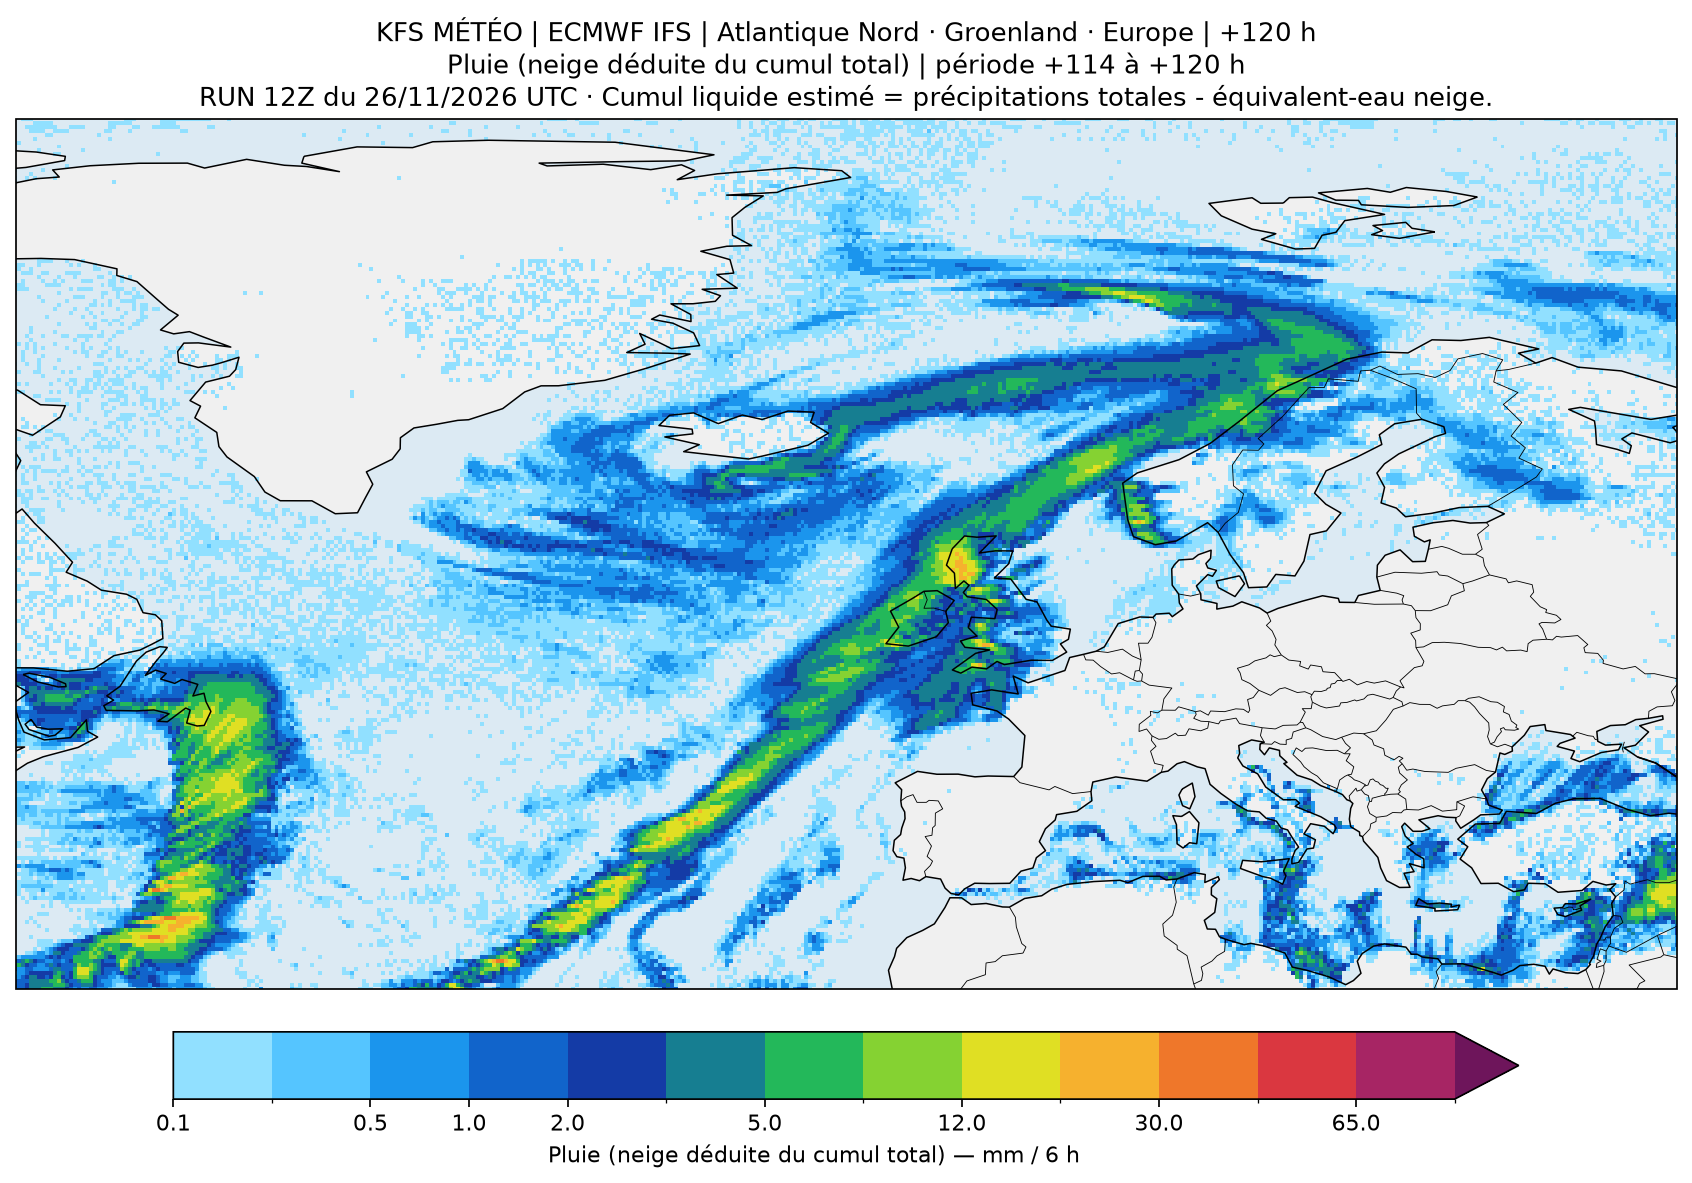 KFS MÉTÉO | ECMWF IFS | Atlantique Nord · Groenland · Europe | +120 h
Pluie (neige déduite du cumul total) | période +114 à +120 h
RUN 12Z du 26/11/2026 UTC · Cumul liquide estimé = précipitations totales - équivalent-eau neige.
0.1 0.5 1.0 2.0 5.0 12.0 30.0 65.0
Pluie (neige déduite du cumul total) — mm / 6 h